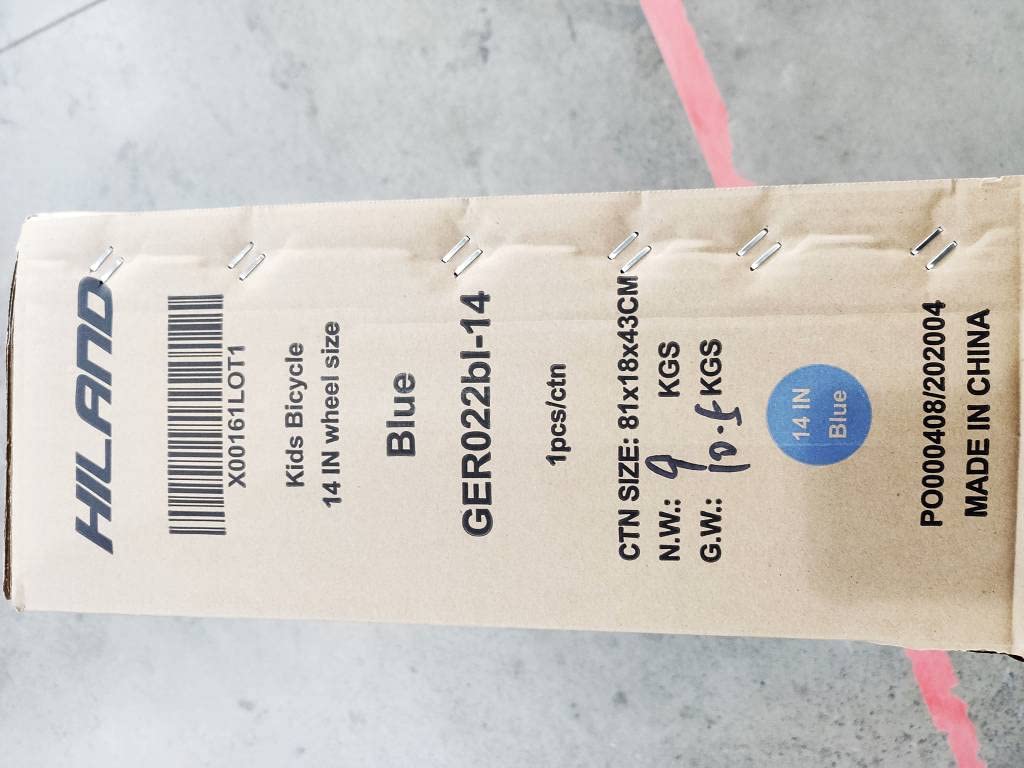 HILAND
X00161LOT1
Kids Bicycle
14 IN wheel size
Blue
GER022bl-14
1pcs/ctn
CTN SIZE: 81x18x43CM
N.W.: 9 KGS
G.W.: 10.5 KGS
14 IN
Blue
PO000408/202004
MADE IN CHINA